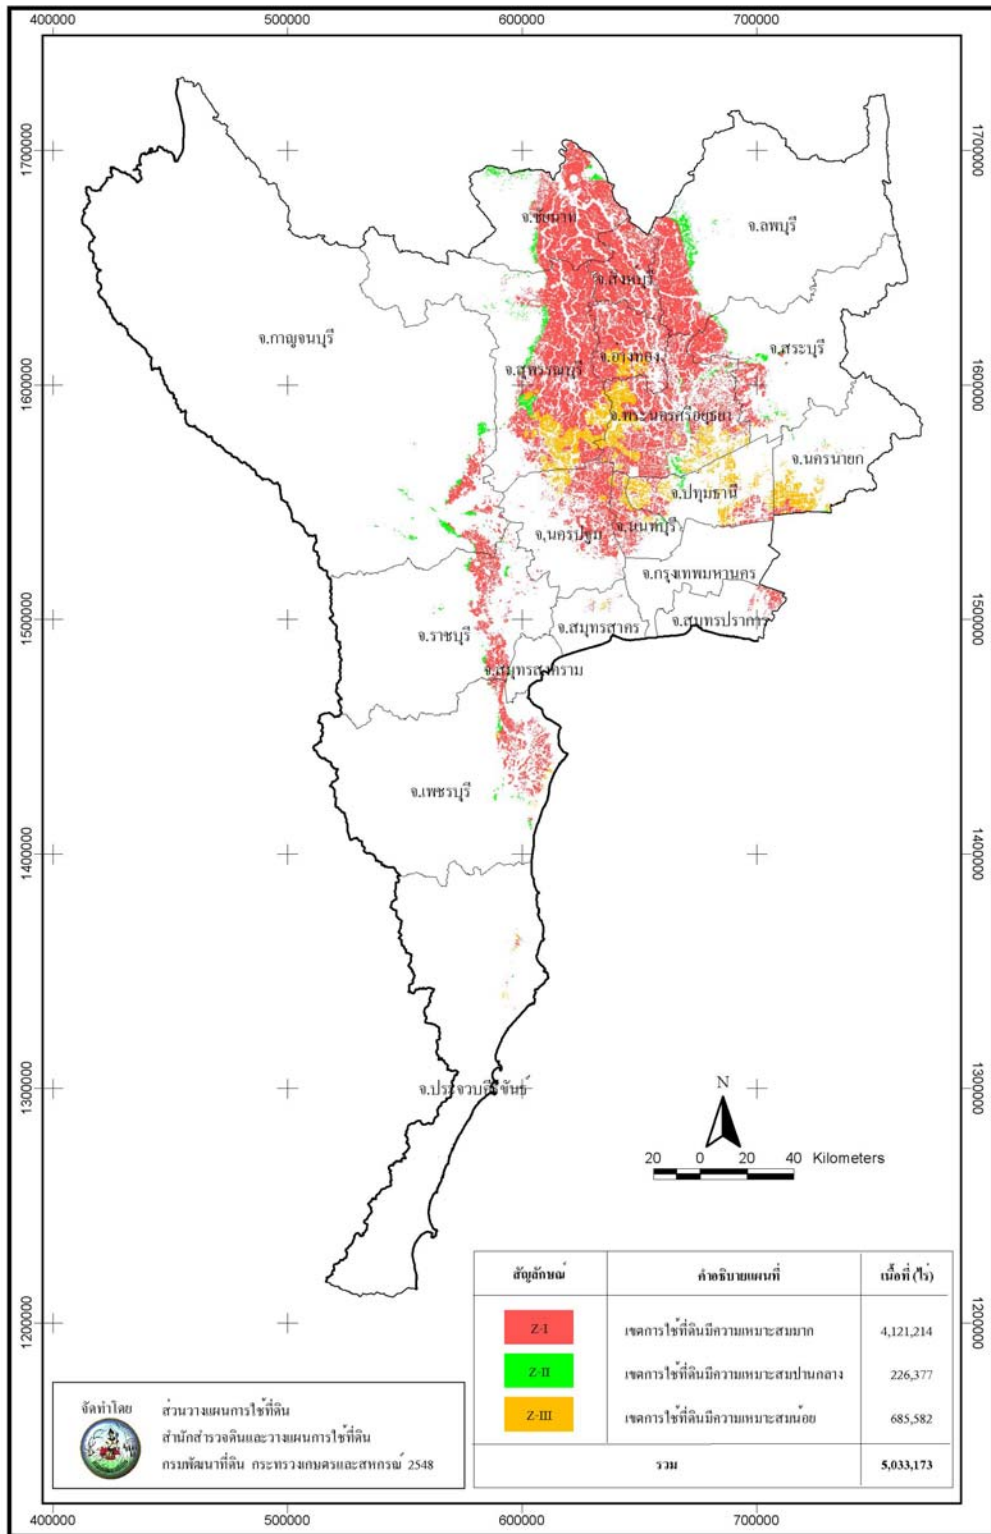 400000 500000 600000 700000
1700000 1700000
จ.ชัยนาท
จ.ลพบุรี
จ.สิงห์บุรี
จ.กาญจนบุรี
จ.อ่างทอง
จ.สระบุรี
จ.สุพรรณบุรี
1600000 1600000
จ.พระนครศรีอยุธยา
จ.นครนายก
จ.ปทุมธานี
จ.นครปฐม
จ.นนทบุรี
จ.กรุงเทพมหานคร
1500000 1500000
จ.ราชบุรี
จ.สมุทรสาคร
จ.สมุทรปราการ
จ.สมุทรสงคราม
จ.เพชรบุรี
1400000 1400000
จ.ประจวบคีรีขันธ์
1300000 1300000
N
20 0 20 40 Kilometers
สัญลักษณ์ คำอธิบายแผนที่ เนื้อที่ (ไร่)
1200000 1200000
Z-I เขตการใช้ที่ดินมีความเหมาะสมมาก 4,121,214
Z-II เขตการใช้ที่ดินมีความเหมาะสมปานกลาง 226,377
Z-III เขตการใช้ที่ดินมีความเหมาะสมน้อย 685,582
รวม 5,033,173
จัดทำโดย ส่วนวางแผนการใช้ที่ดิน
สำนักสำรวจดินและวางแผนการใช้ที่ดิน
กรมพัฒนาที่ดิน กระทรวงเกษตรและสหกรณ์ 2548
400000 500000 600000 700000